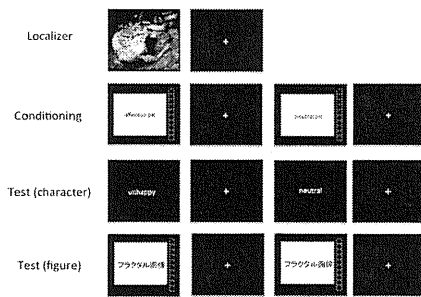 Localizer
Conditioning
Test (character)
unhappy
neutral
Test (figure)
フラクタル画像
フラクタル画像